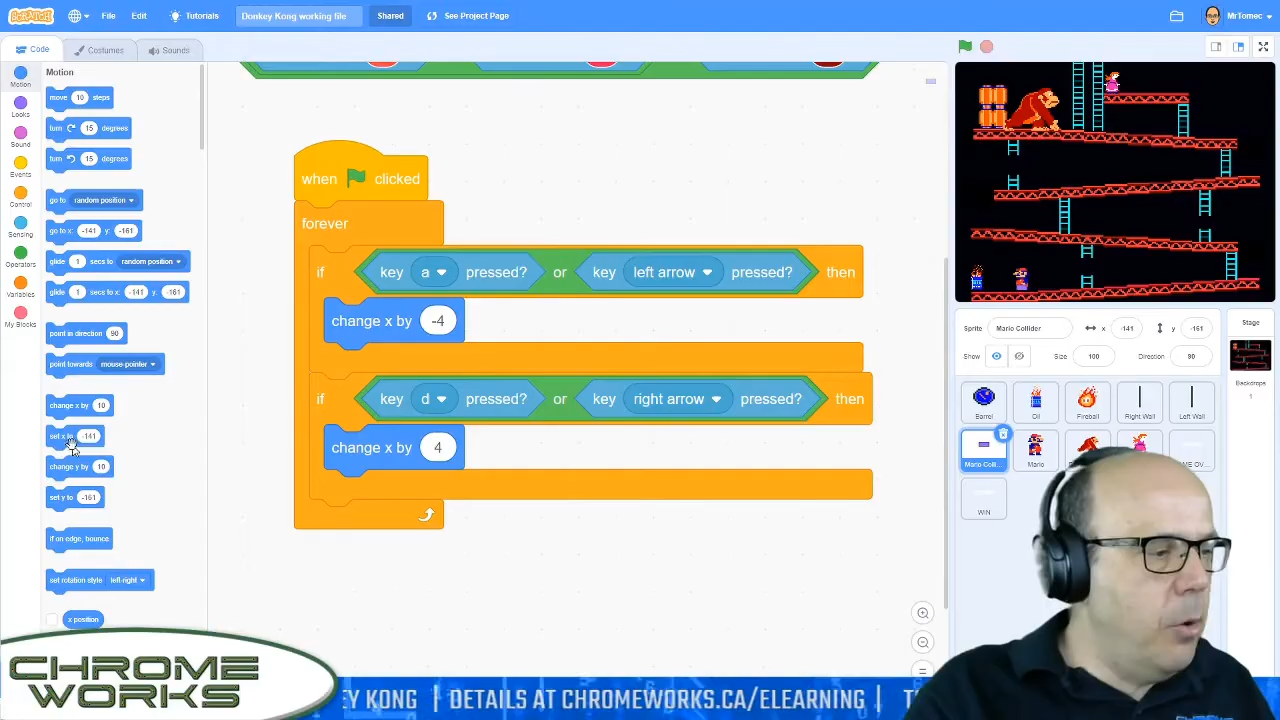 SCRATCH
File
Edit
Tutorials
Donkey Kong working file
Shared
See Project Page
MrTomec
Code
Costumes
Sounds
Motion
Looks
Sound
Events
Control
Sensing
Operators
Variables
My Blocks
Motion
move 10 steps
turn 15 degrees
turn 15 degrees
go to random position
go to x: -141 y: -161
glide 1 secs to random position
glide 1 secs to x: -141 y: -161
point in direction 90
point towards mouse-pointer
change x by 10
set x to -141
change y by 10
set y to -161
if on edge, bounce
set rotation style left-right
x position
when clicked
forever
if key a pressed? or key left arrow pressed? then
change x by -4
if key d pressed? or key right arrow pressed? then
change x by 4
Sprite Mario Collider x -141 y -161
Show Size 100 Direction 90
Stage
Backdrops
1
Barrel
Oil
Fireball
Right Wall
Left Wall
Mario Colli...
Mario
WIN
CHROME
WORKS
EY KONG | DETAILS AT CHROMEWORKS.CA/ELEARNING |